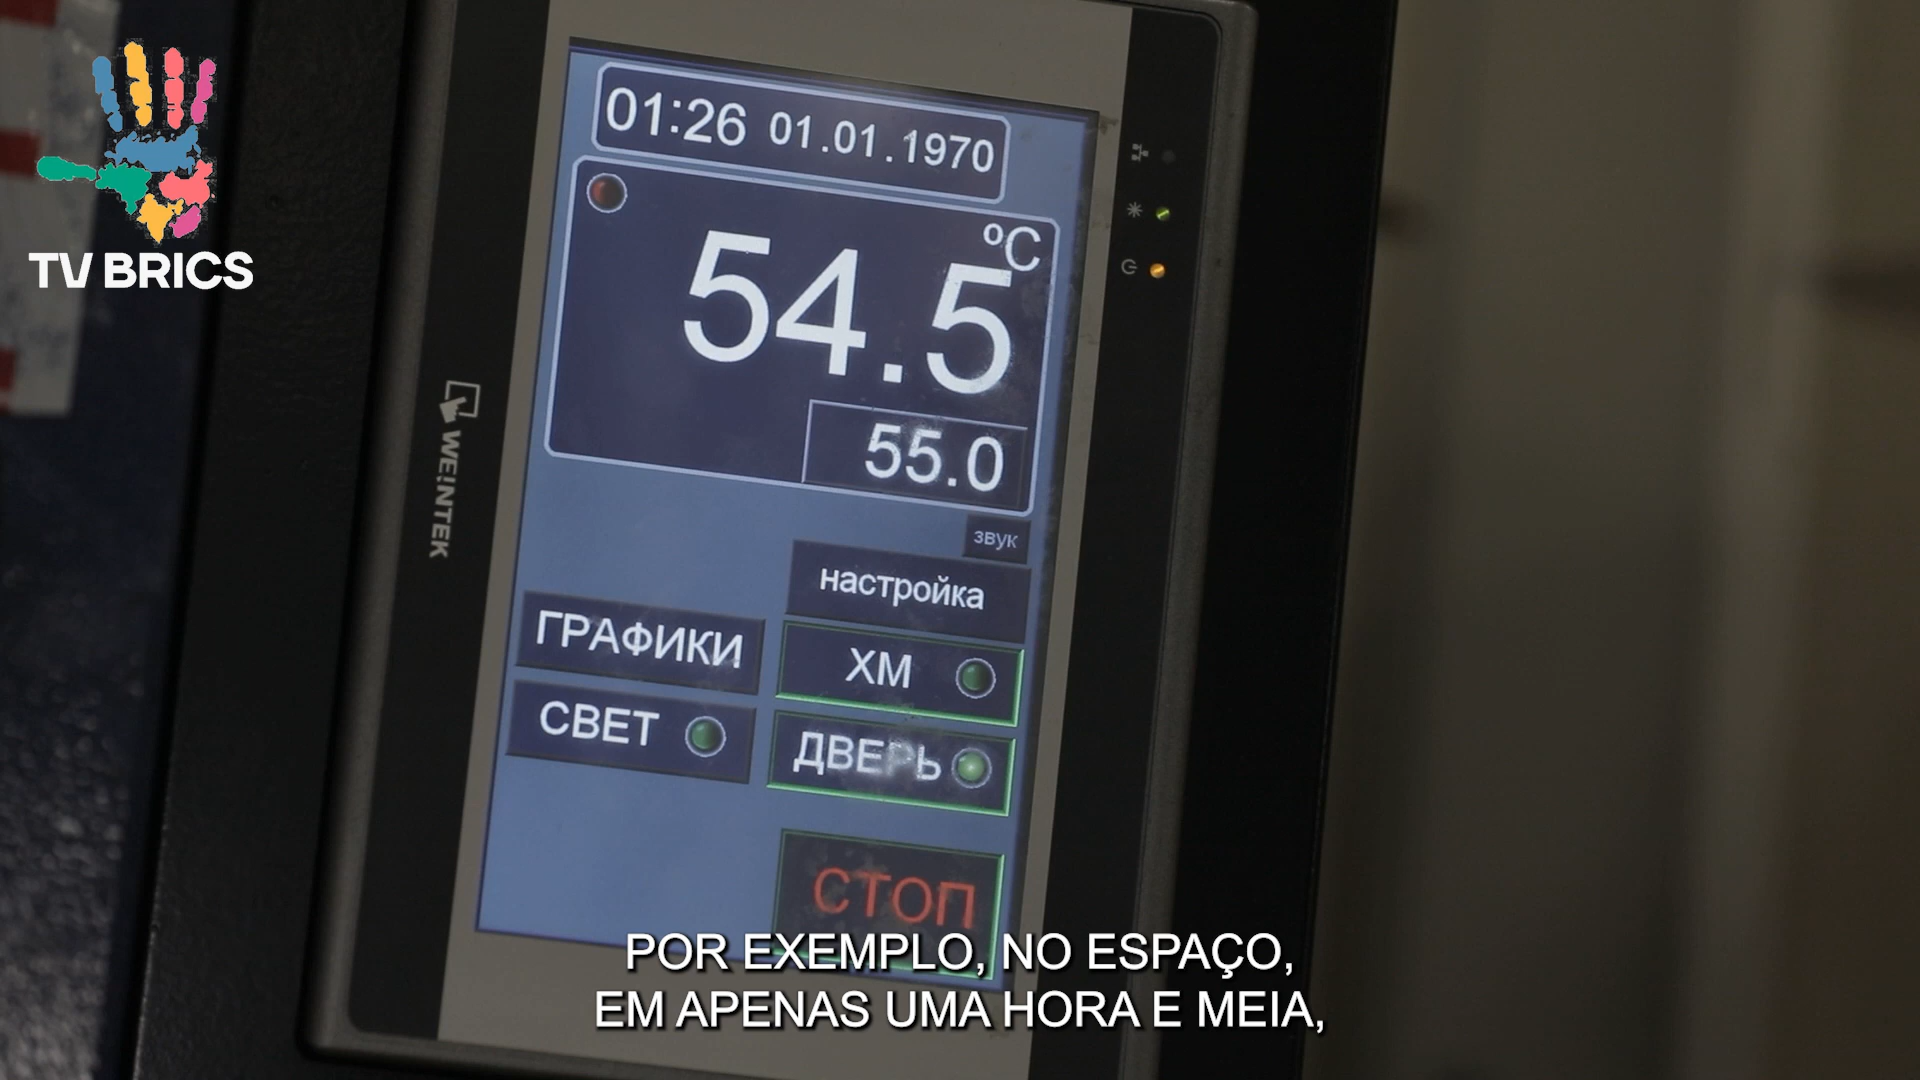 TV BRICS
01:26 01.01.1970
°C
54.5
55.0
WEINTEK
звук
настройка
ГРАФИКИ
ХМ
СВЕТ
ДВЕРЬ
СТОП
POR EXEMPLO, NO ESPAÇO,
EM APENAS UMA HORA E MEIA,